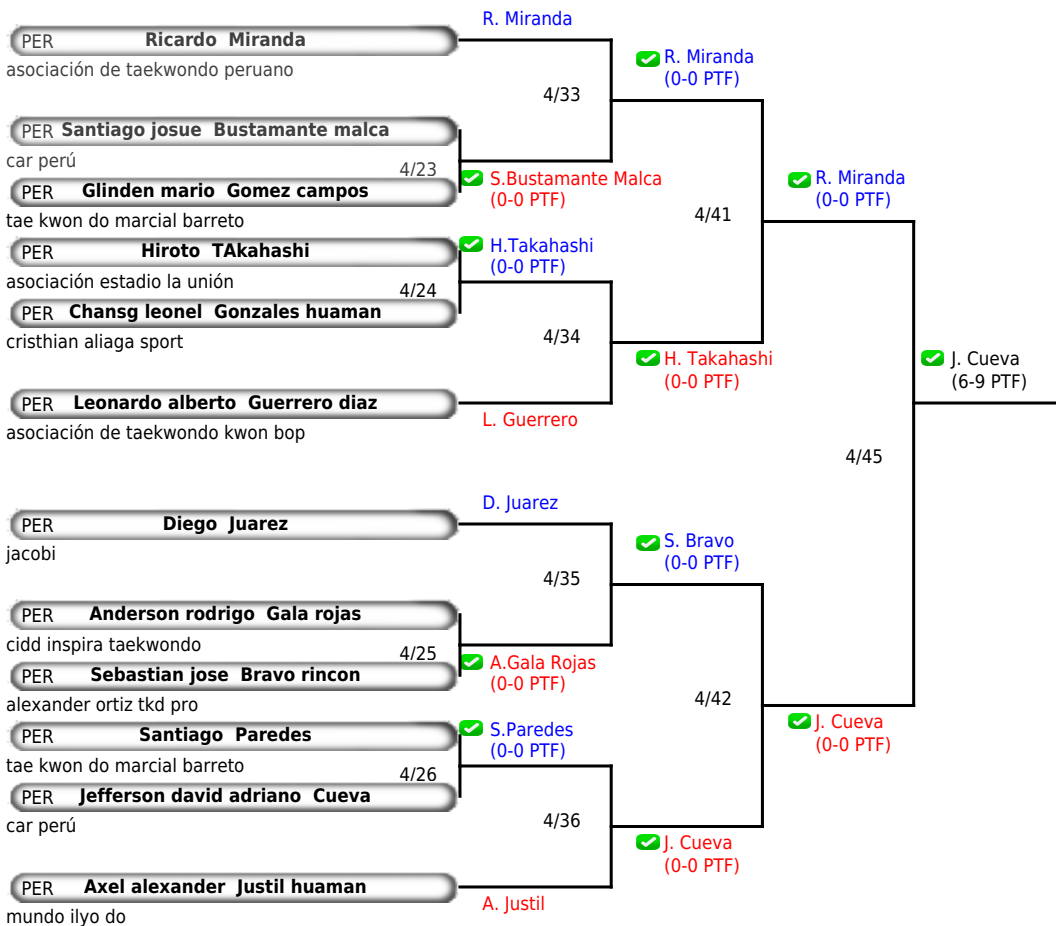 R. Miranda
PER Ricardo Miranda
asociación de taekwondo peruano
R. Miranda
(0-0 PTF)
4/33
PER Santiago josue Bustamante malca
car perú
4/23
S.Bustamante Malca
(0-0 PTF)
PER Glinden mario Gomez campos
tae kwon do marcial barreto
R. Miranda
(0-0 PTF)
4/41
PER Hiroto TAkahashi
asociación estadio la unión
H.Takahashi
(0-0 PTF)
4/24
PER Chansg leonel Gonzales huaman
cristhian aliaga sport
4/34
H. Takahashi
(0-0 PTF)
J. Cueva
(6-9 PTF)
PER Leonardo alberto Guerrero diaz
asociación de taekwondo kwon bop
L. Guerrero
4/45
D. Juarez
PER Diego Juarez
jacobi
S. Bravo
(0-0 PTF)
4/35
PER Anderson rodrigo Gala rojas
cidd inspira taekwondo
4/25
A.Gala Rojas
(0-0 PTF)
PER Sebastian jose Bravo rincon
alexander ortiz tkd pro
4/42
J. Cueva
(0-0 PTF)
PER Santiago Paredes
tae kwon do marcial barreto
S.Paredes
(0-0 PTF)
4/26
PER Jefferson david adriano Cueva
car perú
4/36
J. Cueva
(0-0 PTF)
PER Axel alexander Justil huaman
mundo ilyo do
A. Justil